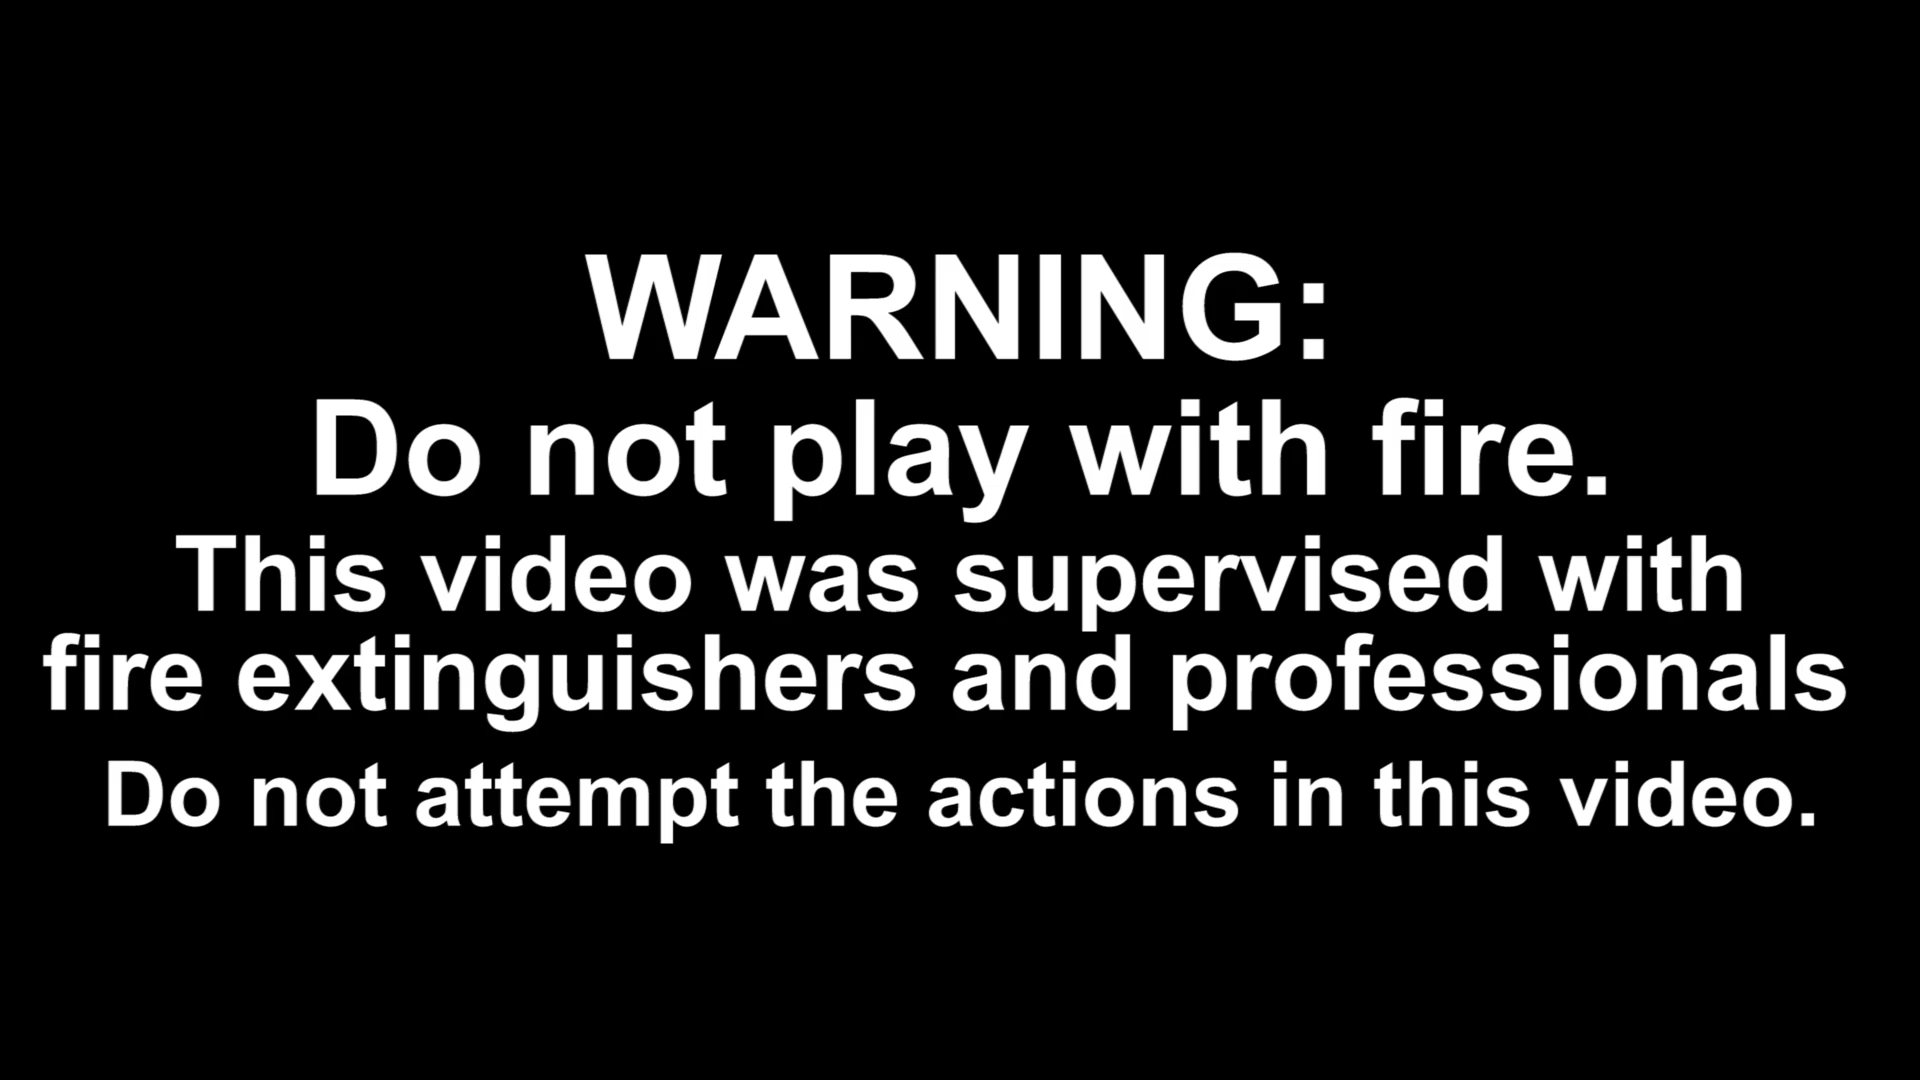 WARNING:
Do not play with fire.
This video was supervised with
fire extinguishers and professionals
Do not attempt the actions in this video.